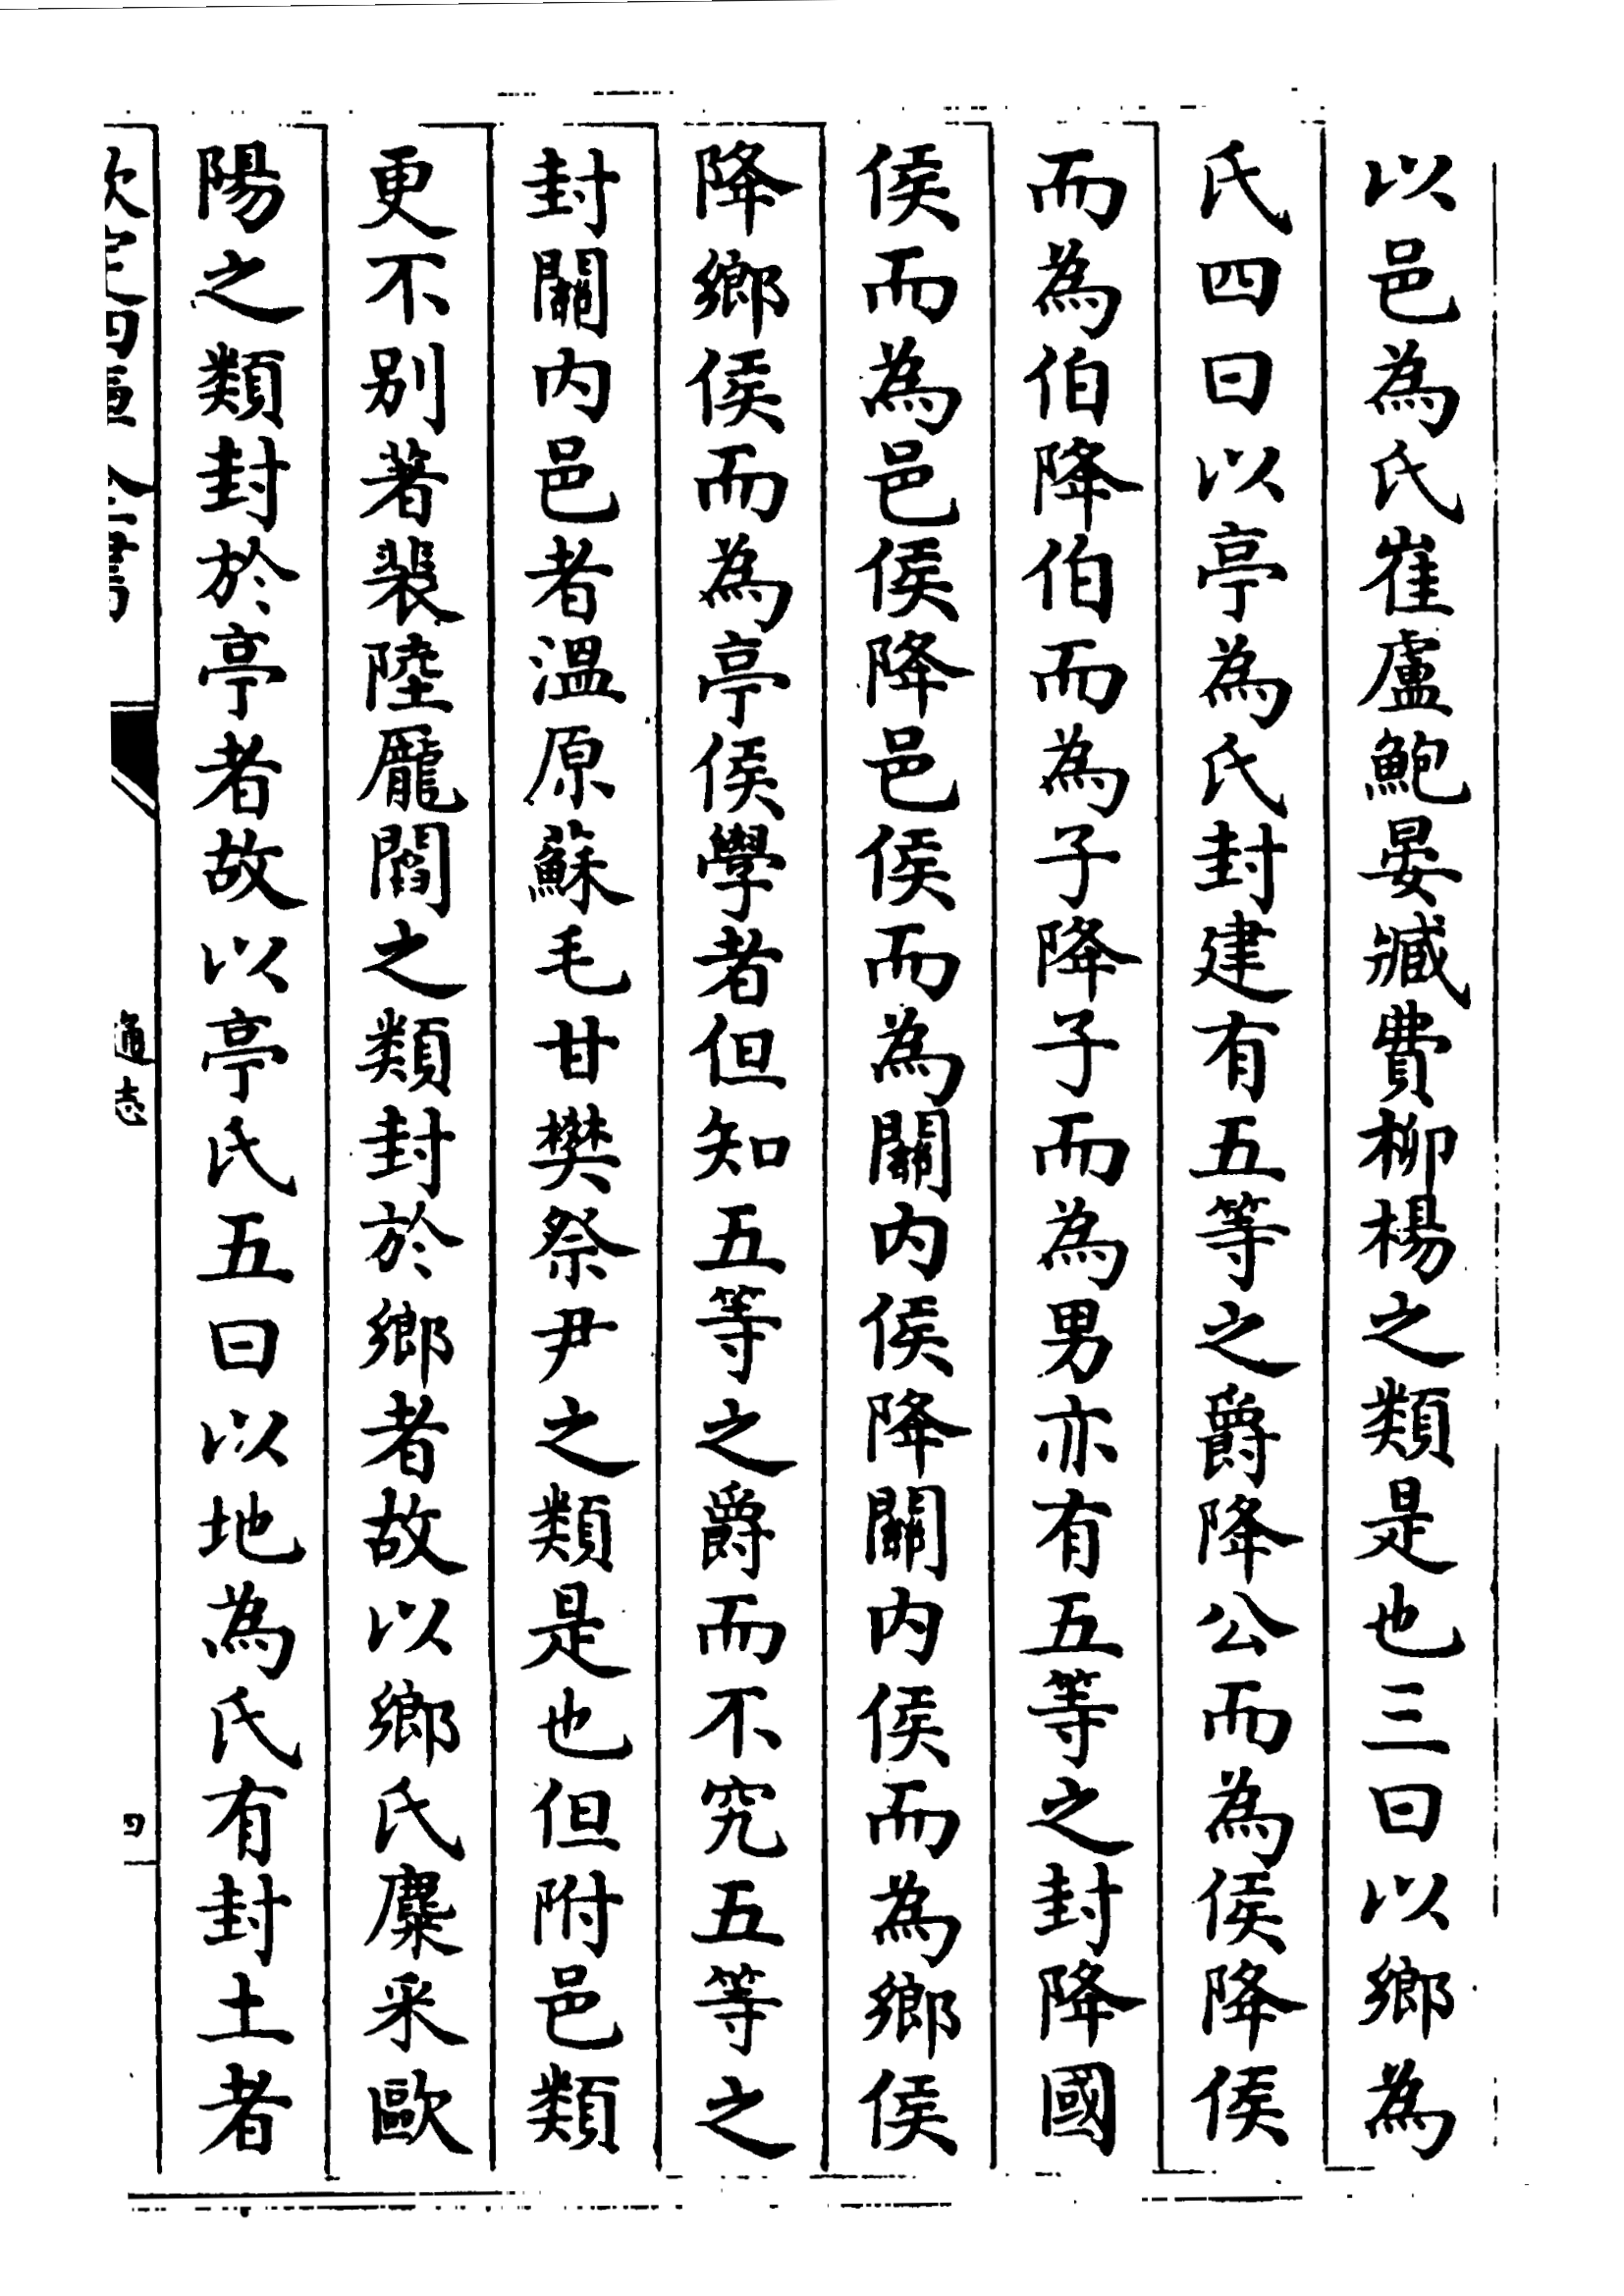 以邑為氏崔盧鮑晏臧費柳楊之類是也三曰以鄉為
氏四曰以亭為氏封建有五等之爵降公而為侯降侯
而為伯降伯而為子降子而為男亦有五等之封降國
侯而為邑侯降邑侯而為關内侯降關内侯而為鄉侯
降鄉侯而為亭侯學者但知五等之爵而不究五等之
封關内邑者溫原蘇毛甘樊祭尹之類是也但附邑類
更不别著裴陸龎閻之類封於鄉者故以鄉氏麋采歐
陽之類封於亭者故以亭氏五曰以地為氏有封土者
欽定四庫全書
通志
四